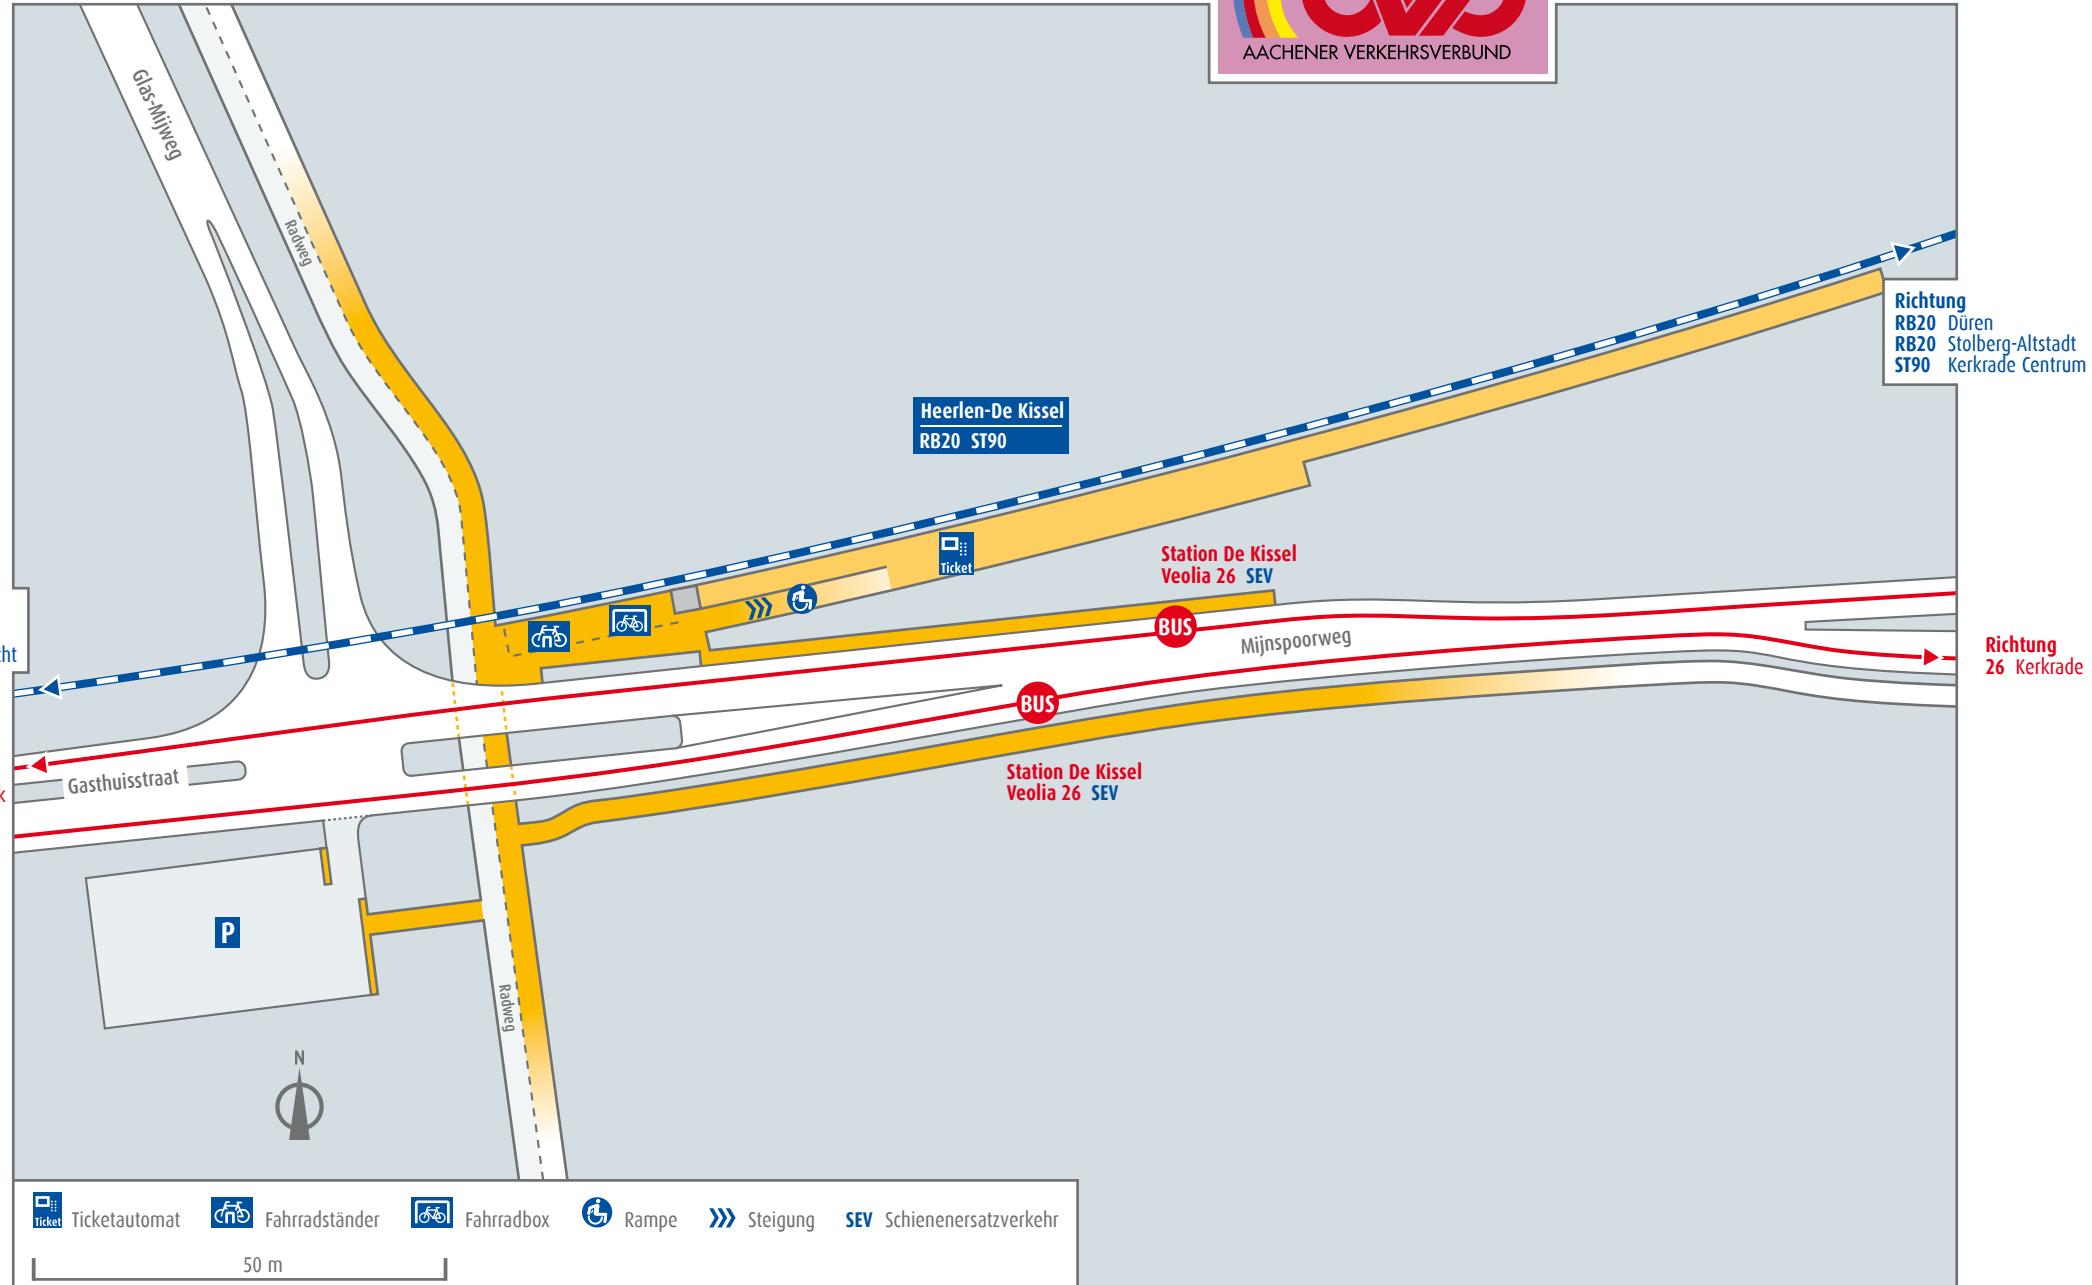 AACHENER VERKEHRSVERBUND
Glas-Mijweg
Radweg
Richtung
RB20 Düren
RB20 Stolberg-Altstadt
ST90 Kerkrade Centrum
Heerlen-De Kissel
RB20 ST90
Ticket
Station De Kissel
Veolia 26 SEV
BUS
Mijnspoorweg
Richtung
26 Kerkrade
BUS
Gasthuisstraat
Station De Kissel
Veolia 26 SEV
P
Radweg
N
Ticket Ticketautomat Fahrradständer Fahrradbox Rampe Steigung SEV Schienenersatzverkehr
50 m